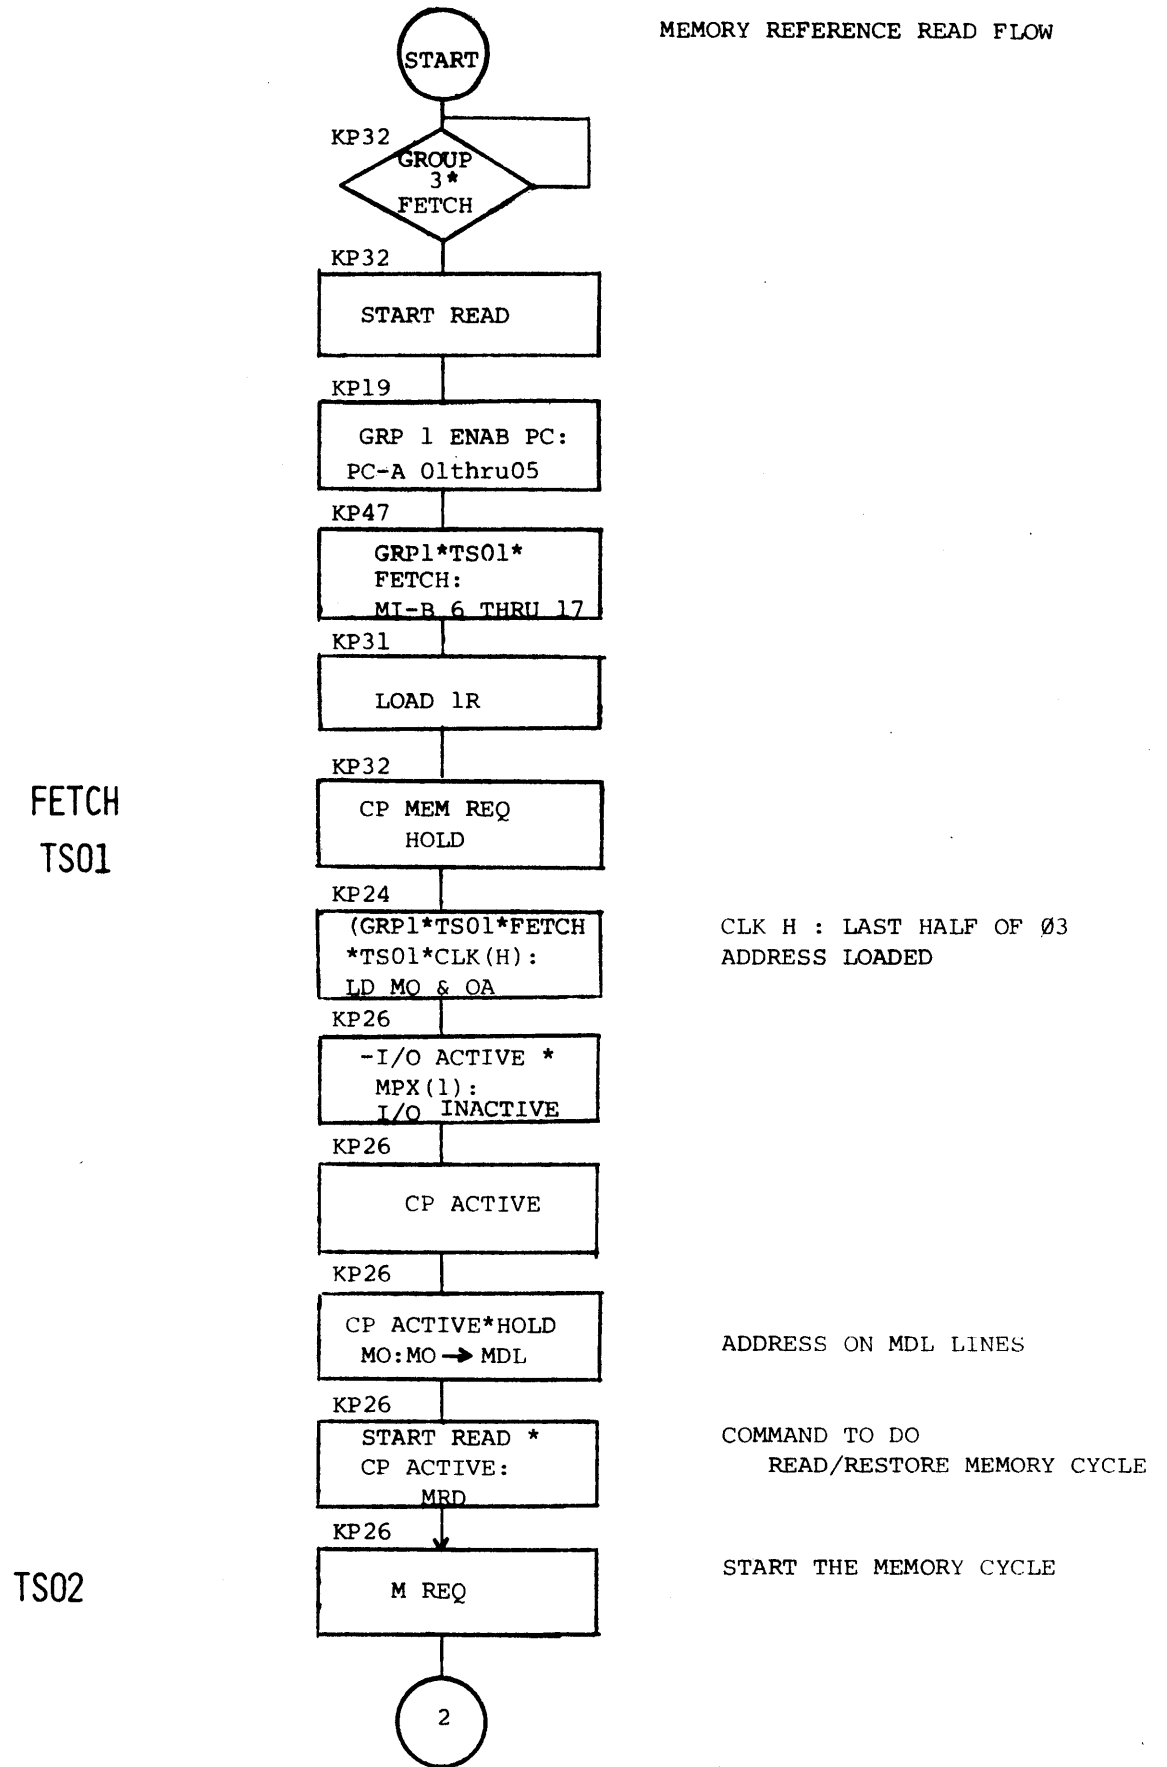 MEMORY REFERENCE READ FLOW
START
KP32
GROUP
3*
FETCH
KP32
START READ
KP19
GRP 1 ENAB PC:
PC-A 01thru05
KP47
GRP1*TS01*
FETCH:
MI-B 6 THRU 17
KP31
LOAD 1R
KP32
CP MEM REQ
HOLD
FETCH
TS01
KP24
(GRP1*TS01*FETCH
*TS01*CLK(H):
LD MO & OA
CLK H : LAST HALF OF Ø3
ADDRESS LOADED
KP26
-I/O ACTIVE *
MPX(1):
I/O INACTIVE
KP26
CP ACTIVE
KP26
CP ACTIVE*HOLD
MO:MO → MDL
ADDRESS ON MDL LINES
KP26
START READ *
CP ACTIVE:
MRD
COMMAND TO DO
READ/RESTORE MEMORY CYCLE
KP26
M REQ
START THE MEMORY CYCLE
TS02
2